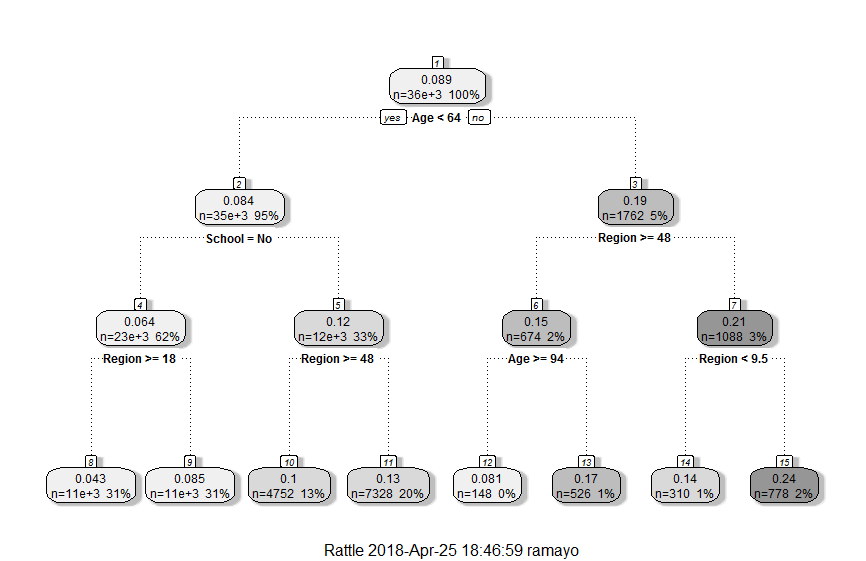 1
0.089
n=36e+3 100%
yes Age < 64 no
2
0.084
n=35e+3 95%
3
0.19
n=1762 5%
School = No
Region >= 48
4
0.064
n=23e+3 62%
5
0.12
n=12e+3 33%
6
0.15
n=674 2%
7
0.21
n=1088 3%
Region >= 18
Region >= 48
Age >= 94
Region < 9.5
8
0.043
n=11e+3 31%
9
0.085
n=11e+3 31%
10
0.1
n=4752 13%
11
0.13
n=7328 20%
12
0.081
n=148 0%
13
0.17
n=526 1%
14
0.14
n=310 1%
15
0.24
n=778 2%
Rattle 2018-Apr-25 18:46:59 ramayo